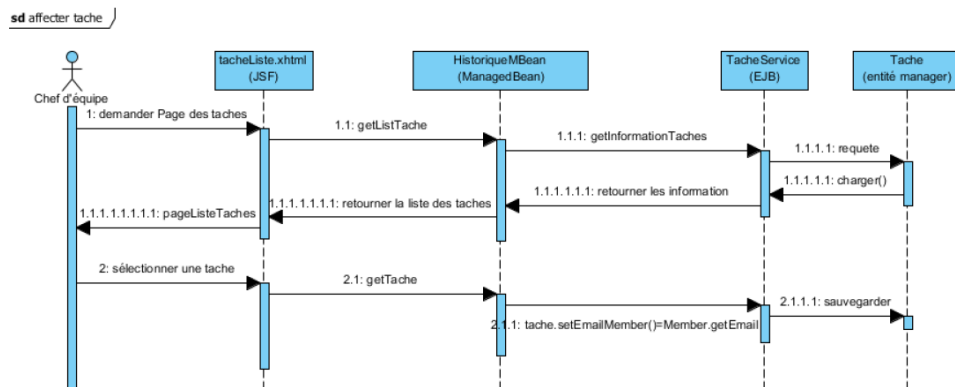 sd affecter tache
tacheListe.xhtml
(JSF)
HistoriqueMBean
(ManagedBean)
TacheService
(EJB)
Tache
(entité manager)
Chef d'équipe
1: demander Page des taches
1.1: getListTache
1.1.1: getInformationTaches
1.1.1.1: requete
1.1.1.1.1: charger()
1.1.1.1.1.1: retourner les information
1.1.1.1.1.1.1: retourner la liste des taches
1.1.1.1.1.1.1.1: pageListeTaches
2: sélectionner une tache
2.1: getTache
2.1.1: tache.setEmailMember()=Member.getEmail
2.1.1.1: sauvegarder